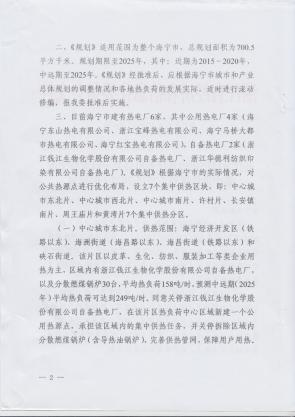 二、《规划》适用范围为整个海宁市，总规划面积为700.5
平方千米。规划期限至2025年，其中：近期为2015－2020年，
中远期至2025年。《规划》经批准后，应根据海宁市城市和产业
总体规划的调整情况和各地热负荷的发展实际，适时进行滚动
修编，报我委批准后实施。
三、目前海宁市建有热电厂6家，其中公用热电厂4家（海
宁东山热电有限公司、浙江宝峰热电有限公司、海宁马桥大都
市热电有限公司、海宁红宝热电有限公司），自备热电厂2家（浙
江钱江生物化学股份有限公司自备热电厂、浙江华德利纺织印
染有限公司自备热电厂）。《规划》根据海宁市的实际情况，对
公共热源点进行优化布局，设立7个集中供热区块，即：中心城
市东北片、中心城市西北片、中心城市南片、许村片、长安镇
南片、周王庙片和黄湾片7个集中供热分区。
（一）中心城市东北片。供热范围：海宁经济开发区（铁
路以东）、海洲街道（海昌路以东）、海昌街道（铁路以东）和
硖石街道。该片区以皮革、生化、纺织、服装加工等类企业用
热为主，区域内有浙江钱江生物化学股份有限公司自备热电厂，
以及分散燃煤锅炉30台，平均热负荷158吨/时，预测中远期（2025
年）平均热负荷可达到249吨/时。同意关停浙江钱江生物化学股
份有限公司自备热电厂，在该片区热负荷中心区域新建一个公
用热源点，承担该区域内的集中供热任务，并关停拆除区域内
分散燃煤锅炉（含导热油锅炉），完善供热管网，保障用户用热。
— 2 —